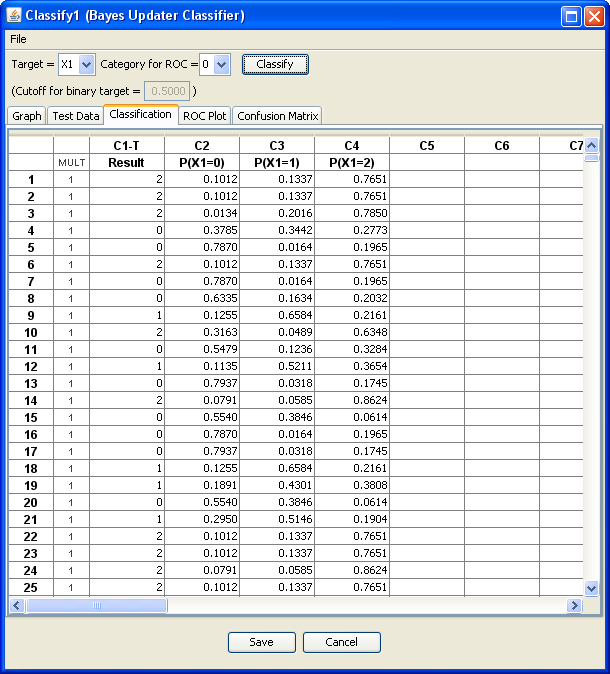 Classify1 (Bayes Updater Classifier)
File
Target = X1 Category for ROC = 0 Classify
(Cutoff for binary target = 0.5000 )
Graph Test Data Classification ROC Plot Confusion Matrix
C1-T C2 C3 C4 C5 C6 C7
MULT Result P(X1=0) P(X1=1) P(X1=2)
1 1 2 0.1012 0.1337 0.7651
2 1 2 0.1012 0.1337 0.7651
3 1 2 0.0134 0.2016 0.7850
4 1 0 0.3785 0.3442 0.2773
5 1 0 0.7870 0.0164 0.1965
6 1 2 0.1012 0.1337 0.7651
7 1 0 0.7870 0.0164 0.1965
8 1 0 0.6335 0.1634 0.2032
9 1 1 0.1255 0.6584 0.2161
10 1 2 0.3163 0.0489 0.6348
11 1 0 0.5479 0.1236 0.3284
12 1 1 0.1135 0.5211 0.3654
13 1 0 0.7937 0.0318 0.1745
14 1 2 0.0791 0.0585 0.8624
15 1 0 0.5540 0.3846 0.0614
16 1 0 0.7870 0.0164 0.1965
17 1 0 0.7937 0.0318 0.1745
18 1 1 0.1255 0.6584 0.2161
19 1 1 0.1891 0.4301 0.3808
20 1 0 0.5540 0.3846 0.0614
21 1 1 0.2950 0.5146 0.1904
22 1 2 0.1012 0.1337 0.7651
23 1 2 0.1012 0.1337 0.7651
24 1 2 0.0791 0.0585 0.8624
25 1 2 0.1012 0.1337 0.7651
Save Cancel